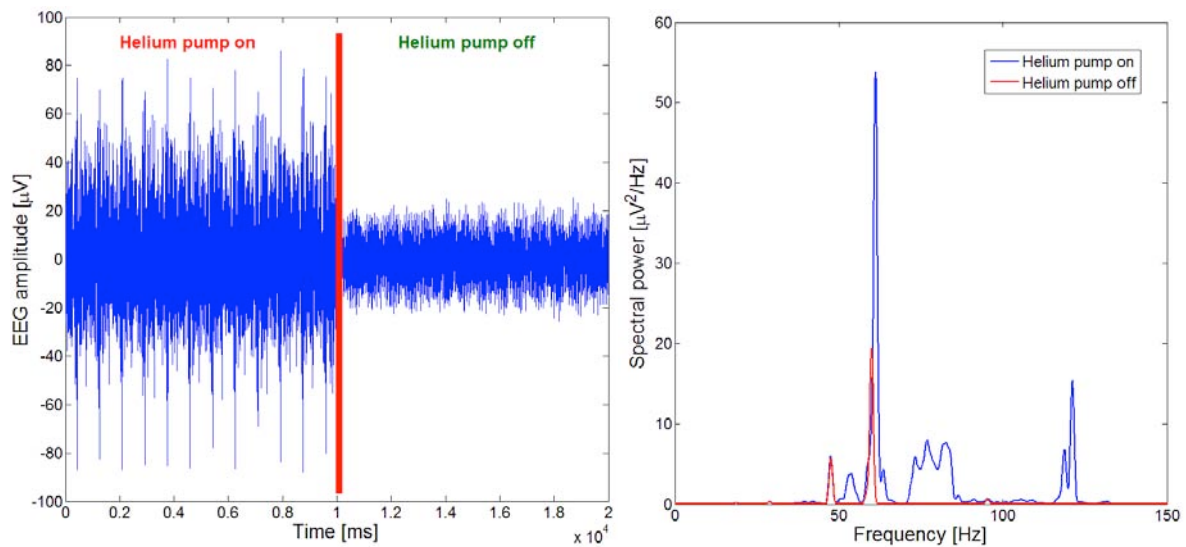 Helium pump on
Helium pump off
EEG amplitude [μV]
100
80
60
40
20
0
-20
-40
-60
-80
-100
0 0.2 0.4 0.6 0.8 1.0 1.2 1.4 1.6 1.8 20
Time [ms]
x 10^4
Spectral power [μV²/Hz]
60
50
40
30
20
10
0
Helium pump on
Helium pump off
0 50 100 150
Frequency [Hz]